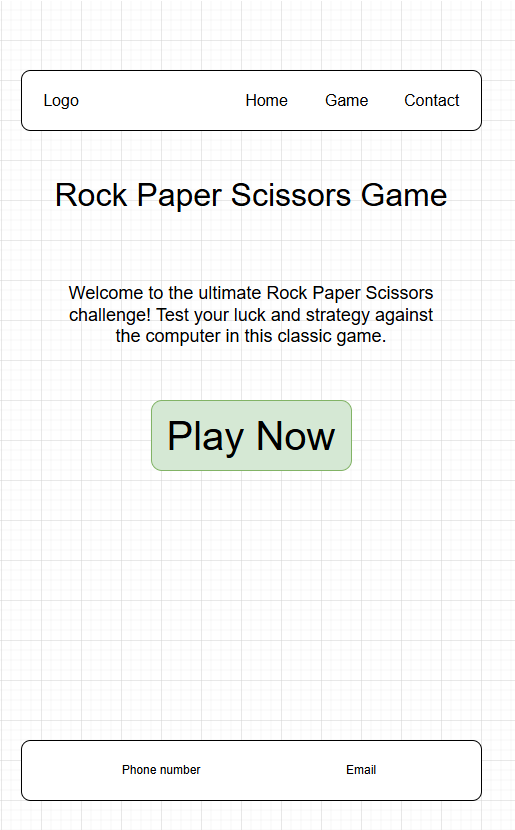 Logo Home Game Contact
Rock Paper Scissors Game
Welcome to the ultimate Rock Paper Scissors
challenge! Test your luck and strategy against
the computer in this classic game.
Play Now
Phone number Email